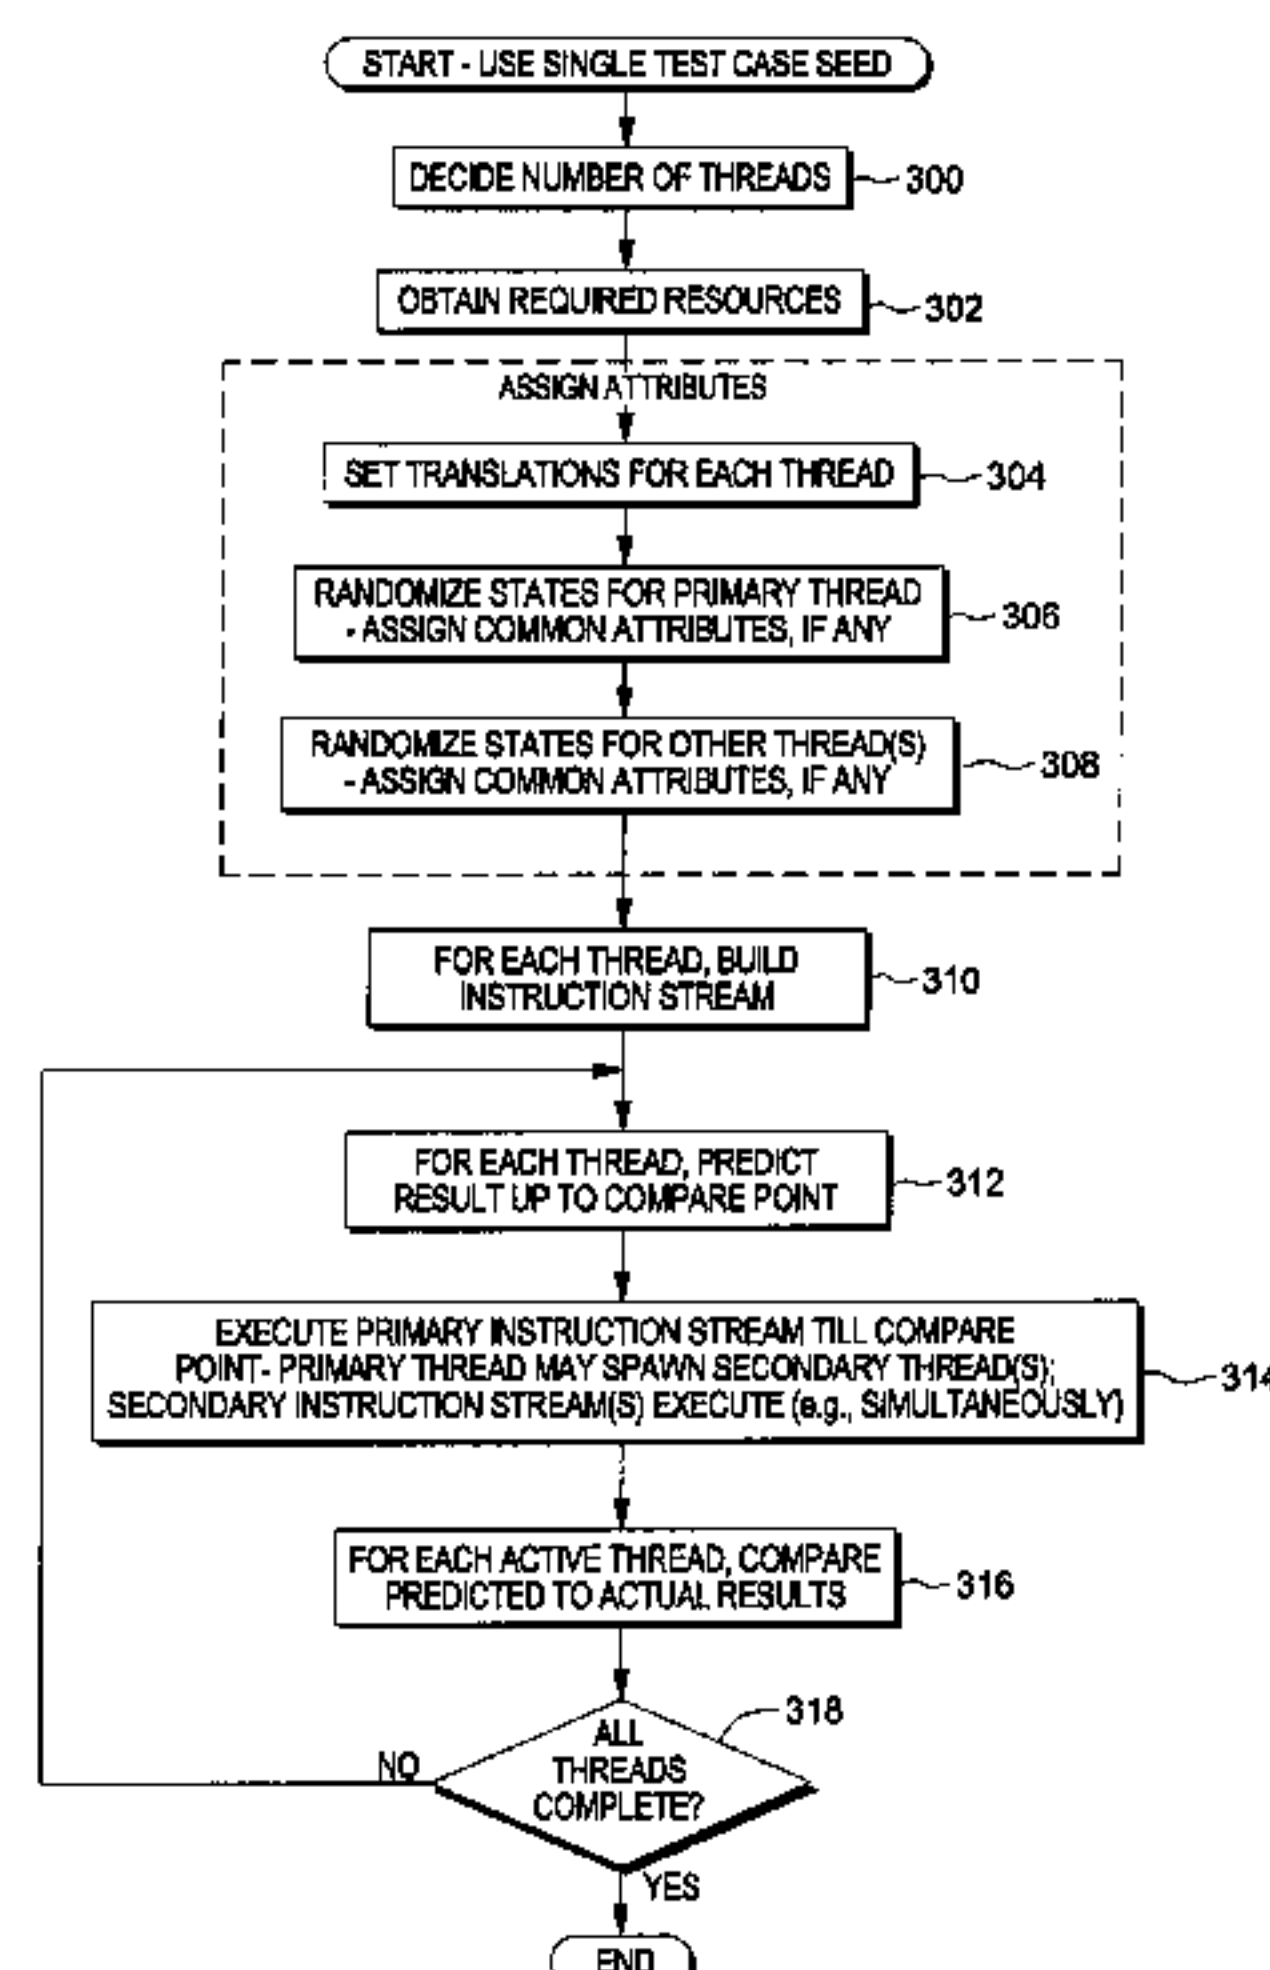 START - USE SINGLE TEST CASE SEED
DECIDE NUMBER OF THREADS
300
OBTAIN REQUIRED RESOURCES
302
ASSIGN ATTRIBUTES
SET TRANSLATIONS FOR EACH THREAD
304
RANDOMIZE STATES FOR PRIMARY THREAD
- ASSIGN COMMON ATTRIBUTES, IF ANY
306
RANDOMIZE STATES FOR OTHER THREAD(S)
- ASSIGN COMMON ATTRIBUTES, IF ANY
308
FOR EACH THREAD, BUILD
INSTRUCTION STREAM
310
FOR EACH THREAD, PREDICT
RESULT UP TO COMPARE POINT
312
EXECUTE PRIMARY INSTRUCTION STREAM TILL COMPARE
POINT- PRIMARY THREAD MAY SPAWN SECONDARY THREAD(S);
SECONDARY INSTRUCTION STREAM(S) EXECUTE (e.g., SIMULTANEOUSLY)
314
FOR EACH ACTIVE THREAD, COMPARE
PREDICTED TO ACTUAL RESULTS
316
318
ALL
THREADS
COMPLETE?
NO
YES
END